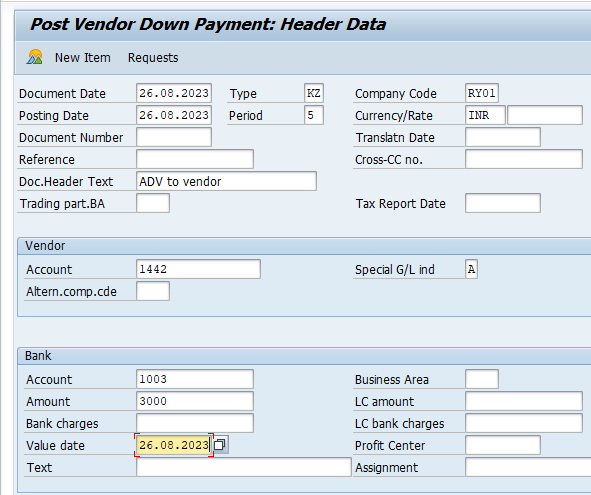 Post Vendor Down Payment: Header Data
New Item Requests
Document Date 26.08.2023 Type KZ Company Code RY01
Posting Date 26.08.2023 Period 5 Currency/Rate INR
Document Number Translatn Date
Reference Cross-CC no.
Doc.Header Text ADV to vendor
Trading part.BA Tax Report Date
Vendor
Account 1442 Special G/L ind A
Altern.comp.cde
Bank
Account 1003 Business Area
Amount 3000 LC amount
Bank charges LC bank charges
Value date 26.08.2023 Profit Center
Text Assignment